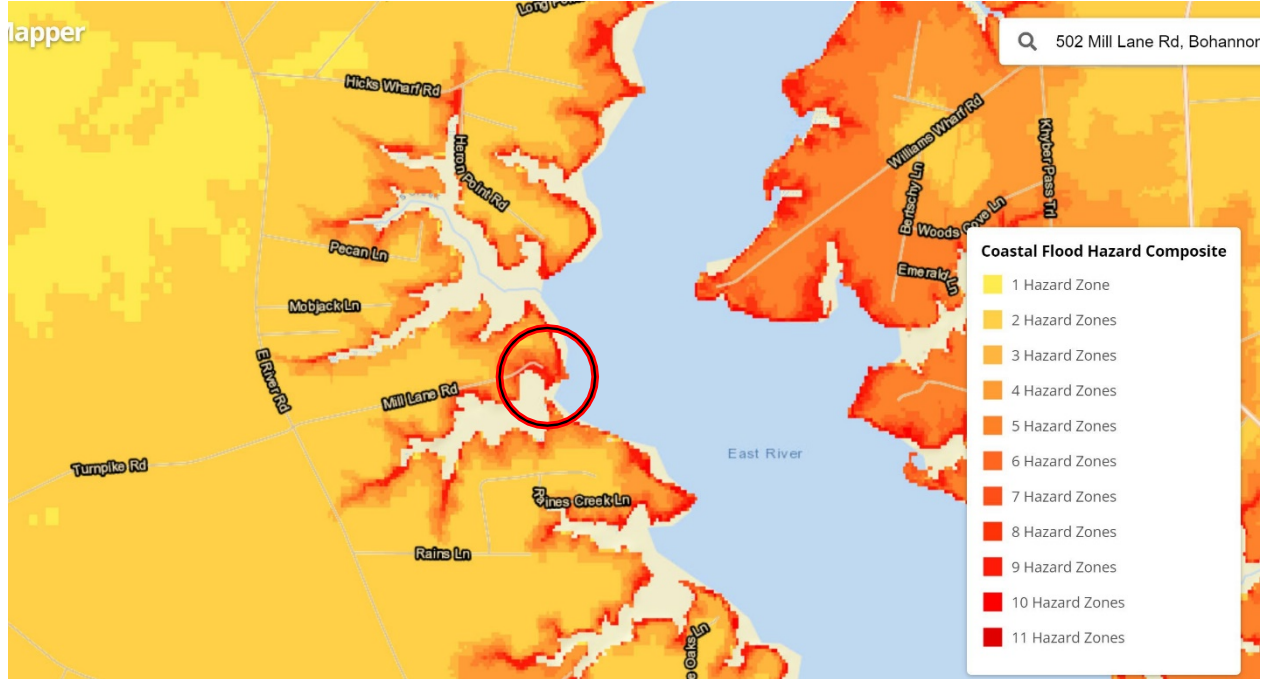 Mapper
Long
502 Mill Lane Rd, Bohannon
Hicks Wharf Rd
Heron Point Rd
Williams Wharf Rd
Khyber Pass Trl
Bertschy Ln
Woods Cove Ln
Emerald Ln
Pecan Ln
Mobjack Ln
E River Rd
Mill Lane Rd
Turnpike Rd
East River
Rains Ln
Oaks Ln
Coastal Flood Hazard Composite
1 Hazard Zone
2 Hazard Zones
3 Hazard Zones
4 Hazard Zones
5 Hazard Zones
6 Hazard Zones
7 Hazard Zones
8 Hazard Zones
9 Hazard Zones
10 Hazard Zones
11 Hazard Zones